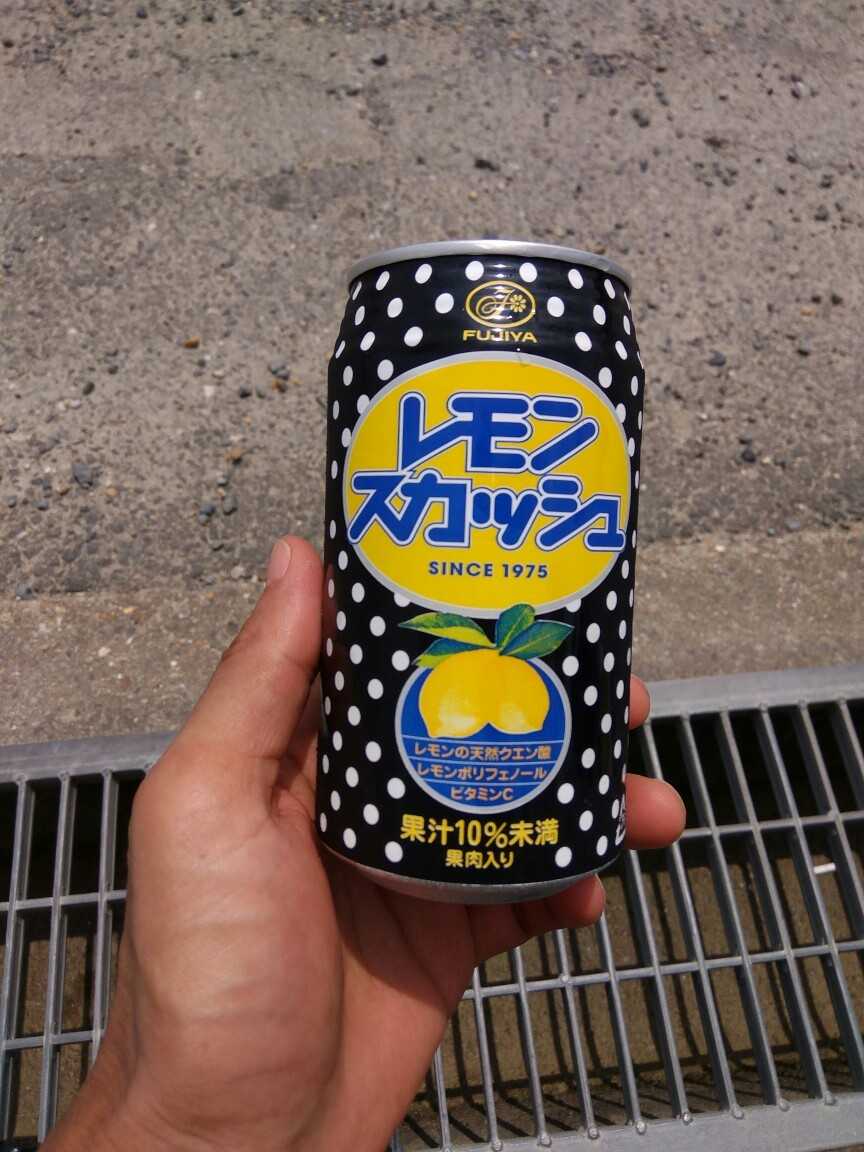 FUJIYA
レモン
スカッシュ
SINCE 1975
レモンの天然クエン酸
レモンポリフェノール
ビタミンC
果汁10%未満
果肉入り